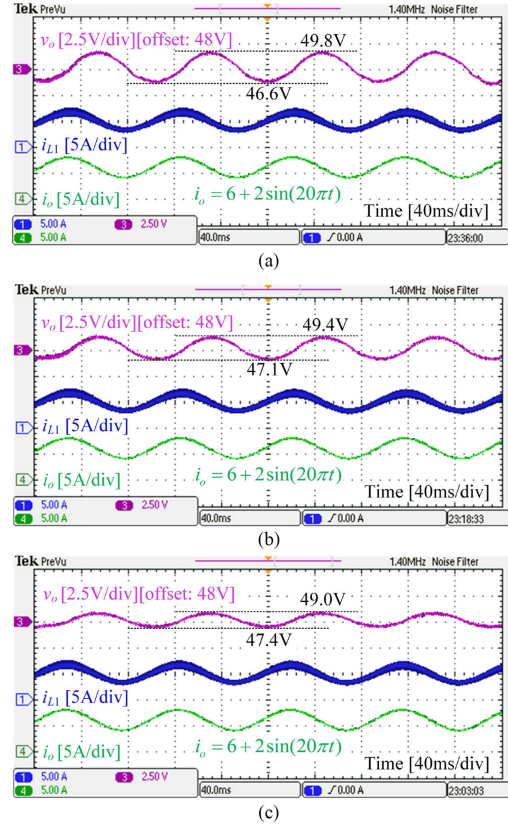 Tek PreVu 1.40MHz Noise Filter
vo [2.5V/div][offset: 48V] 49.8V
3
46.6V
1
iL1 [5A/div]
4
io [5A/div] io = 6+2sin(20πt)
Time [40ms/div]
1 5.00 A 3 2.50 V
4 5.00 A 40.0ms 1 0.00 A 23:36:00
(a)
Tek PreVu 1.40MHz Noise Filter
vo [2.5V/div][offset: 48V] 49.4V
3
47.1V
1
iL1 [5A/div]
4
io [5A/div] io = 6+2sin(20πt)
Time [40ms/div]
1 5.00 A 3 2.50 V
4 5.00 A 40.0ms 1 0.00 A 23:18:33
(b)
Tek PreVu 1.40MHz Noise Filter
vo [2.5V/div][offset: 48V] 49.0V
3
47.4V
1
iL1 [5A/div]
4
io [5A/div] io = 6+2sin(20πt)
Time [40ms/div]
1 5.00 A 3 2.50 V
4 5.00 A 40.0ms 1 0.00 A 23:03:03
(c)